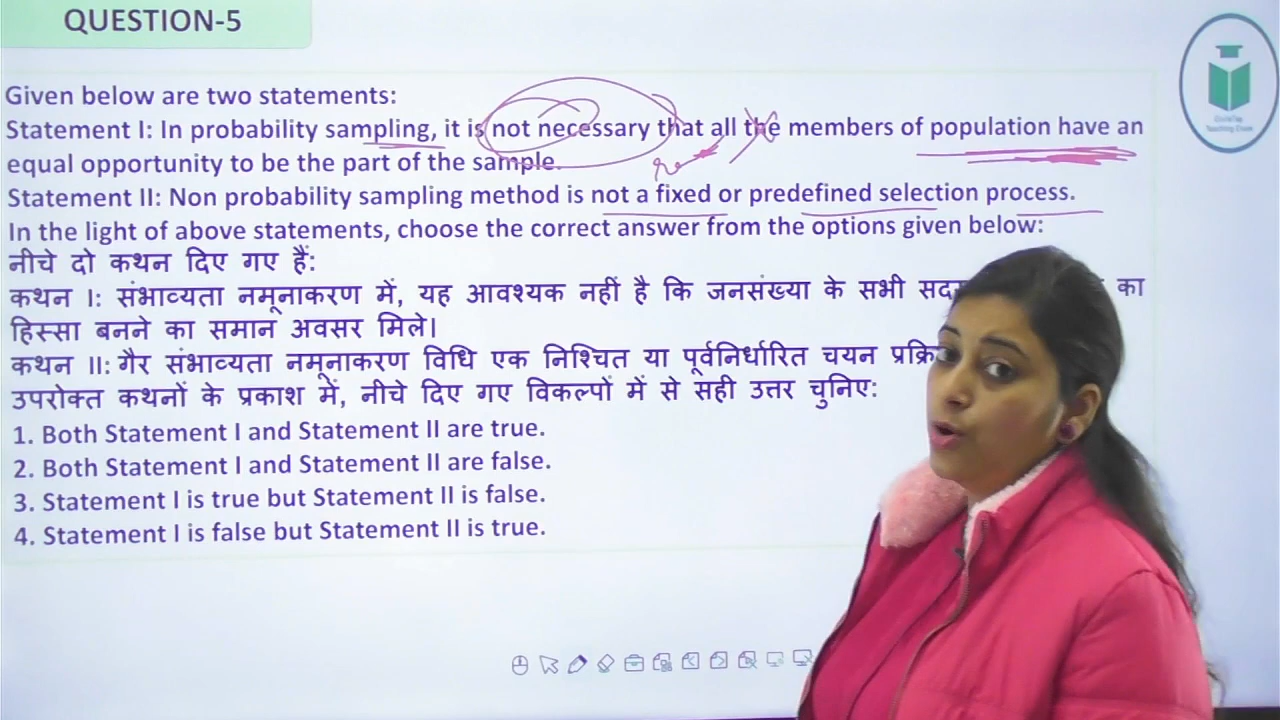 QUESTION-5
Given below are two statements:
Statement I: In probability sampling, it is not necessary that all the members of population have an
equal opportunity to be the part of the sample.
Statement II: Non probability sampling method is not a fixed or predefined selection process.
In the light of above statements, choose the correct answer from the options given below:
नीचे दो कथन दिए गए हैं:
कथन I: संभाव्यता नमूनाकरण में, यह आवश्यक नहीं है कि जनसंख्या के सभी का
हिस्सा बनने का समान अवसर मिले।
कथन II: गैर संभाव्यता नमूनाकरण विधि एक निश्चित या पूर्वनिर्धारित चयन
उपरोक्त कथनों के प्रकाश में, नीचे दिए गए विकल्पों में से सही उत्तर चुनिए:
1. Both Statement I and Statement II are true.
2. Both Statement I and Statement II are false.
3. Statement I is true but Statement II is false.
4. Statement I is false but Statement II is true.